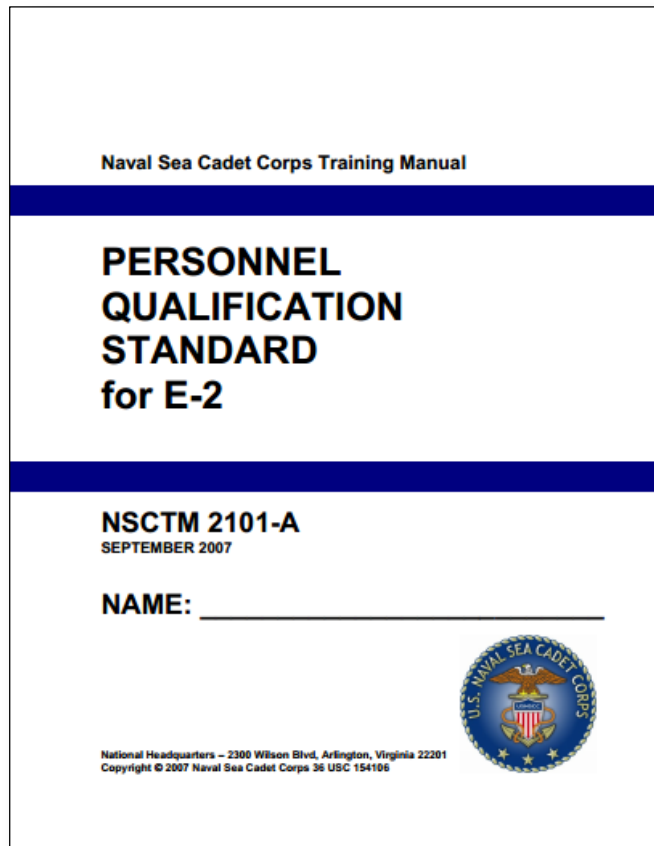 Naval Sea Cadet Corps Training Manual
PERSONNEL
QUALIFICATION
STANDARD
for E-2
NSCTM 2101-A
SEPTEMBER 2007
NAME: ____________________________
U.S. NAVAL SEA CADET CORPS
National Headquarters – 2300 Wilson Blvd, Arlington, Virginia 22201
Copyright © 2007 Naval Sea Cadet Corps 36 USC 154106